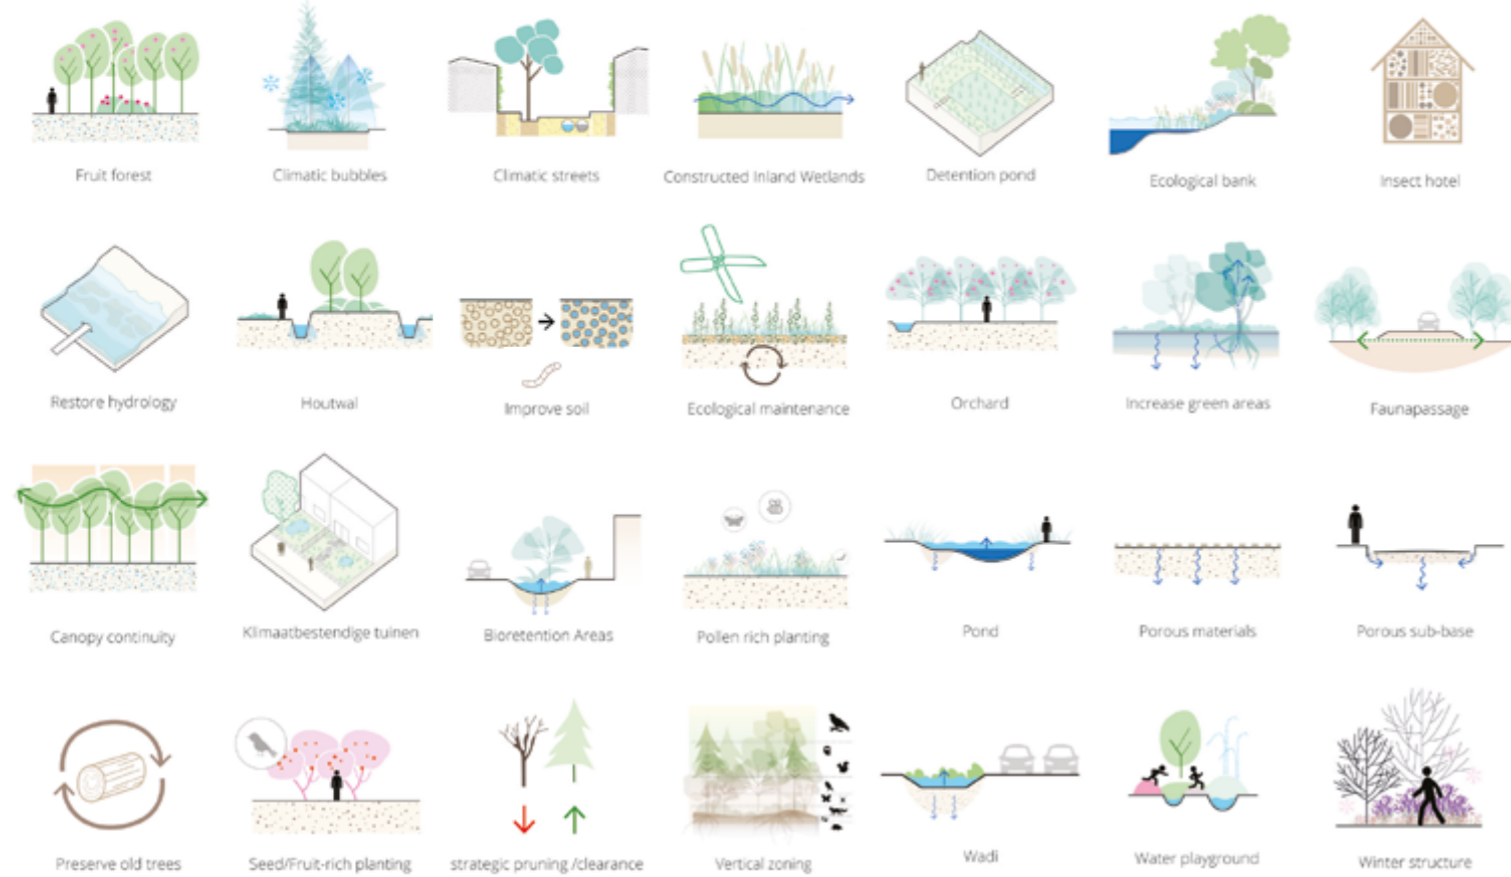 Fruit forest
Climatic bubbles
Climatic streets
Constructed Inland Wetlands
Detention pond
Ecological bank
Insect hotel
Restore hydrology
Houtwal
Improve soil
Ecological maintenance
Orchard
Increase green areas
Faunapassage
Canopy continuity
Klimaatbestendige tuinen
Bioretention Areas
Pollen rich planting
Pond
Porous materials
Porous sub-base
Preserve old trees
Seed/Fruit-rich planting
strategic pruning /clearance
Vertical zoning
Wadi
Water playground
Winter structure